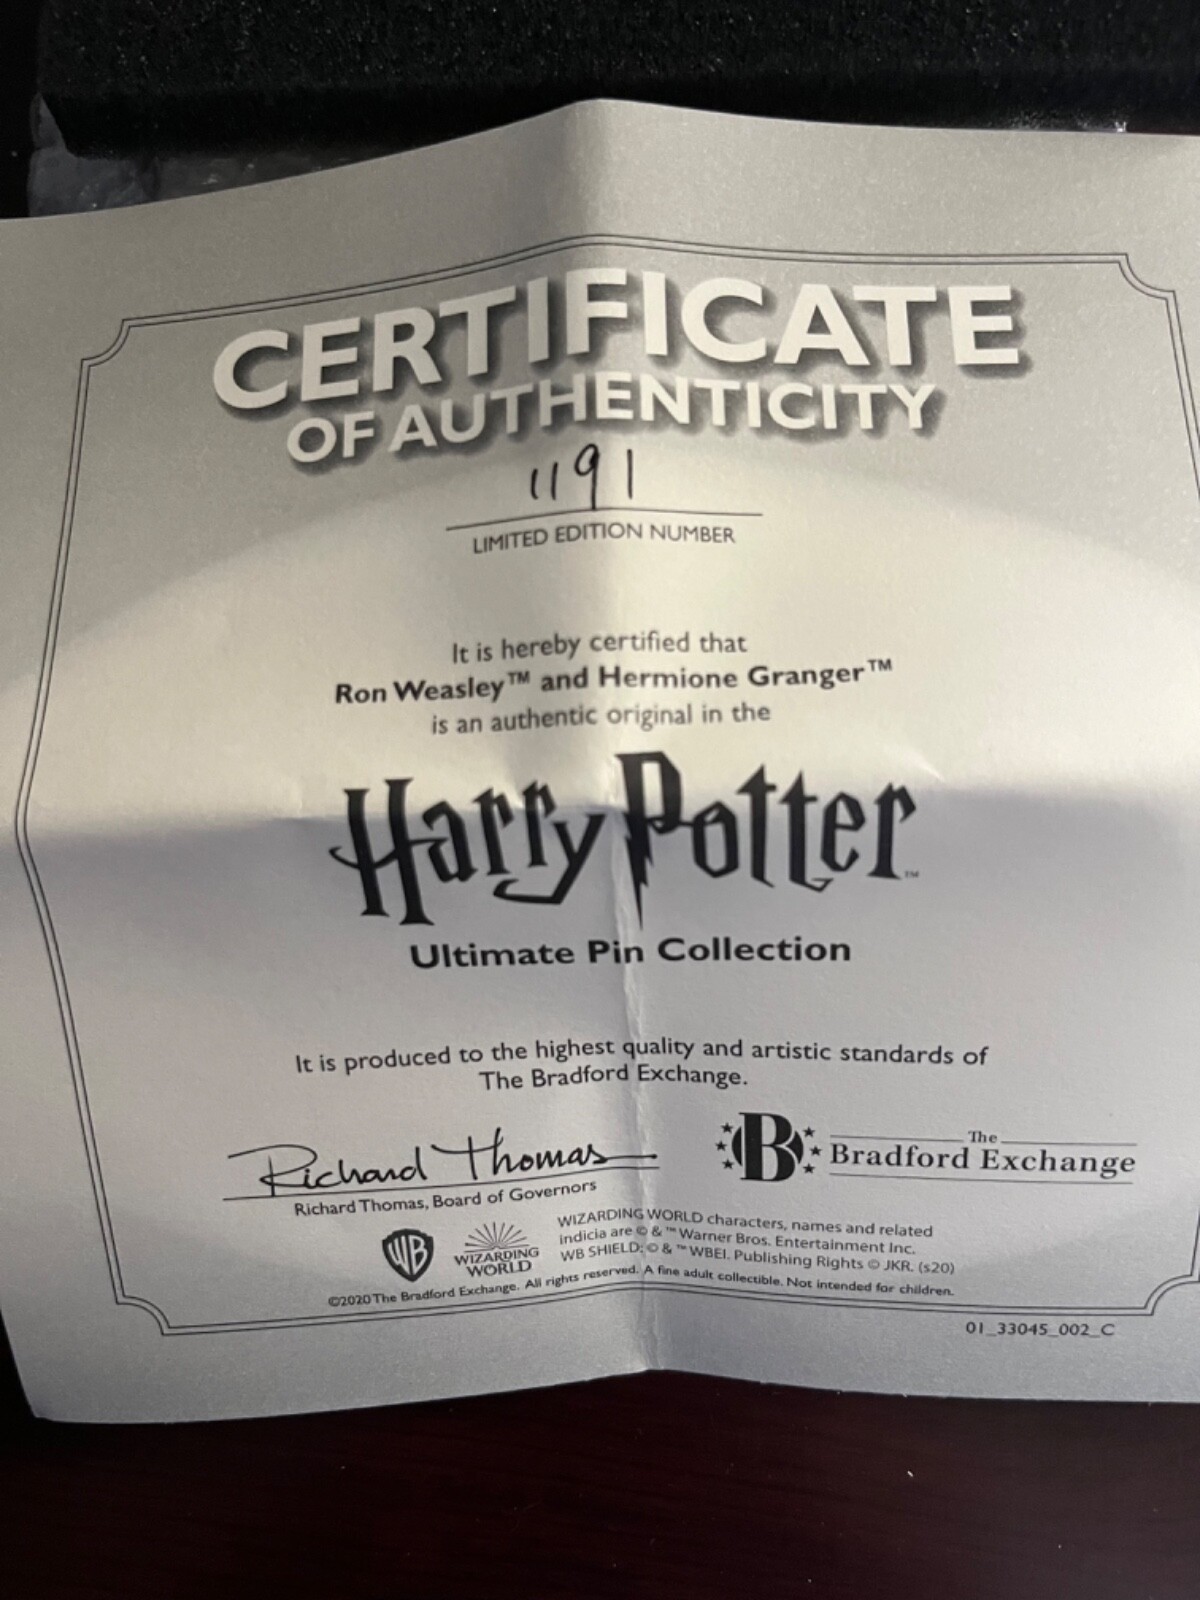 CERTIFICATE
OF AUTHENTICITY
1191
LIMITED EDITION NUMBER
It is hereby certified that
Ron Weasley™ and Hermione Granger™
is an authentic original in the
Harry Potter™
Ultimate Pin Collection
It is produced to the highest quality and artistic standards of
The Bradford Exchange.
Richard Thomas
Richard Thomas, Board of Governors
B
The
Bradford Exchange
WB
WIZARDING
WORLD
WIZARDING WORLD characters, names and related
indicia are © & ™ Warner Bros. Entertainment Inc.
WB SHIELD: © & ™ WBEI. Publishing Rights © JKR. (s20)
©2020 The Bradford Exchange. All rights reserved. A fine adult collectible. Not intended for children.
01_33045_002_C